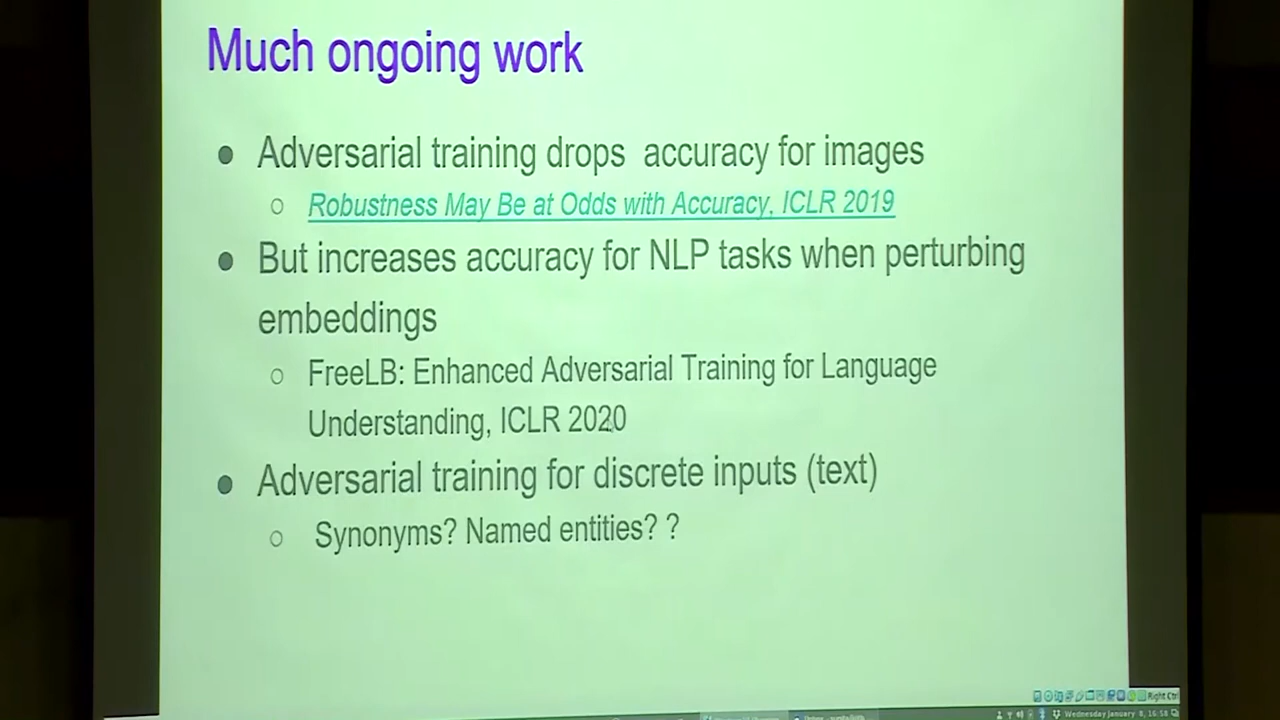 Much ongoing work
● Adversarial training drops accuracy for images
○ Robustness May Be at Odds with Accuracy, ICLR 2019
● But increases accuracy for NLP tasks when perturbing
embeddings
○ FreeLB: Enhanced Adversarial Training for Language
Understanding, ICLR 2020
● Adversarial training for discrete inputs (text)
○ Synonyms? Named entities? ?
Right Ctrl
Wednesday January 8, 16:58